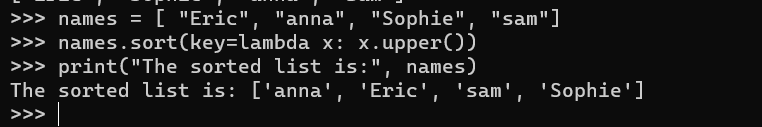 >>> names = [ "Eric", "anna", "Sophie", "sam"]
>>> names.sort(key=lambda x: x.upper())
>>> print("The sorted list is:", names)
The sorted list is: ['anna', 'Eric', 'sam', 'Sophie']
>>>